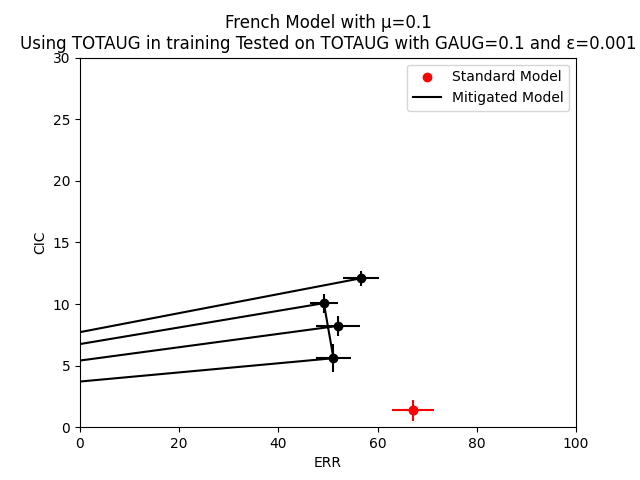 French Model with μ=0.1
Using TOTAUG in training Tested on TOTAUG with GAUG=0.1 and ε=0.001
Standard Model
Mitigated Model
30
25
20
15
10
5
0
CIC
0 20 40 60 80 100
ERR